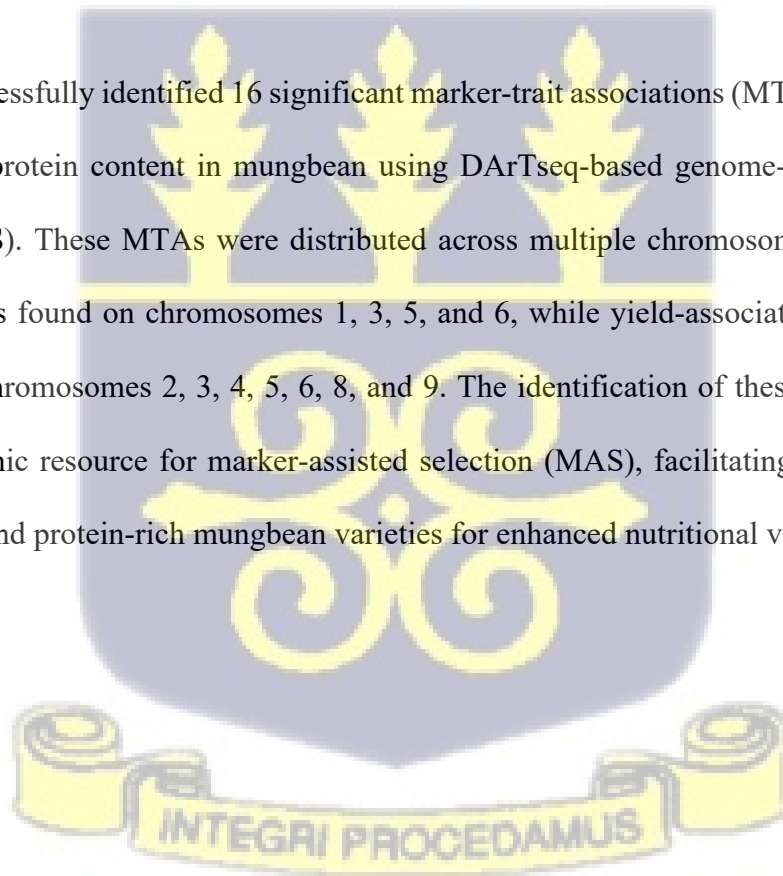 essfully identified 16 significant marker-trait associations (MT
protein content in mungbean using DArTseq-based genome-
). These MTAs were distributed across multiple chromoson
s found on chromosomes 1, 3, 5, and 6, while yield-associat
hromosomes 2, 3, 4, 5, 6, 8, and 9. The identification of these
nic resource for marker-assisted selection (MAS), facilitating
nd protein-rich mungbean varieties for enhanced nutritional v
INTEGRI PROCEDAMUS